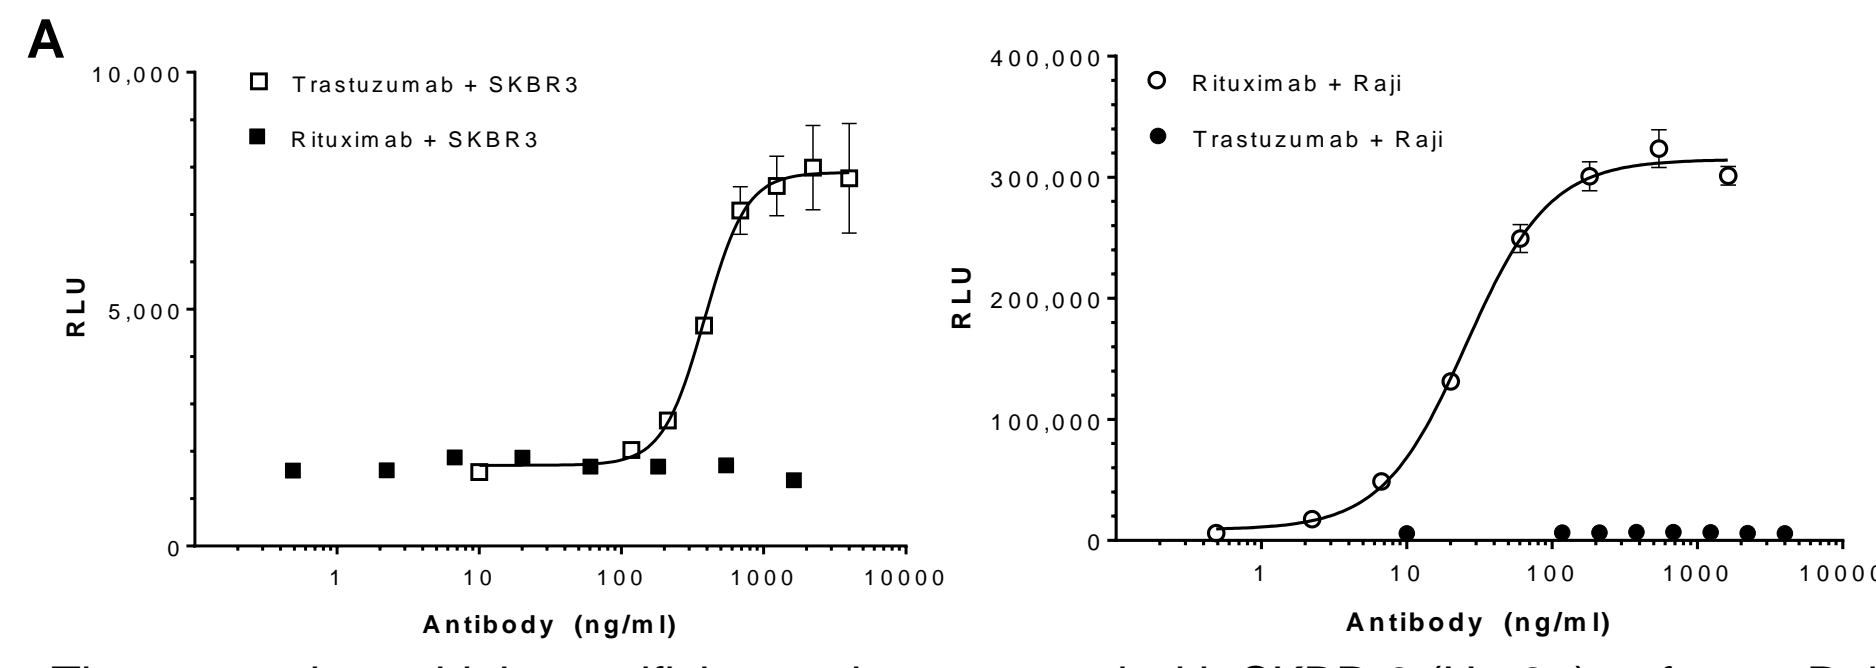 A
10,000
5,000
0
RLU
Trastuzumab + SKBR3
Rituximab + SKBR3
1 10 100 1000 10000
Antibody (ng/ml)
400,000
300,000
200,000
100,000
0
RLU
Rituximab + Raji
Trastuzumab + Raji
1 10 100 1000 10000
Antibody (ng/ml)